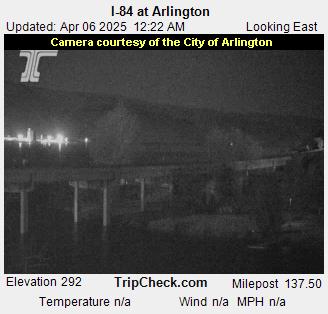 I-84 at Arlington
Updated: Apr 06 2025 12:22 AM Looking East
Camera courtesy of the City of Arlington
Elevation 292 TripCheck.com Milepost 137.50
Temperature n/a Wind n/a MPH n/a